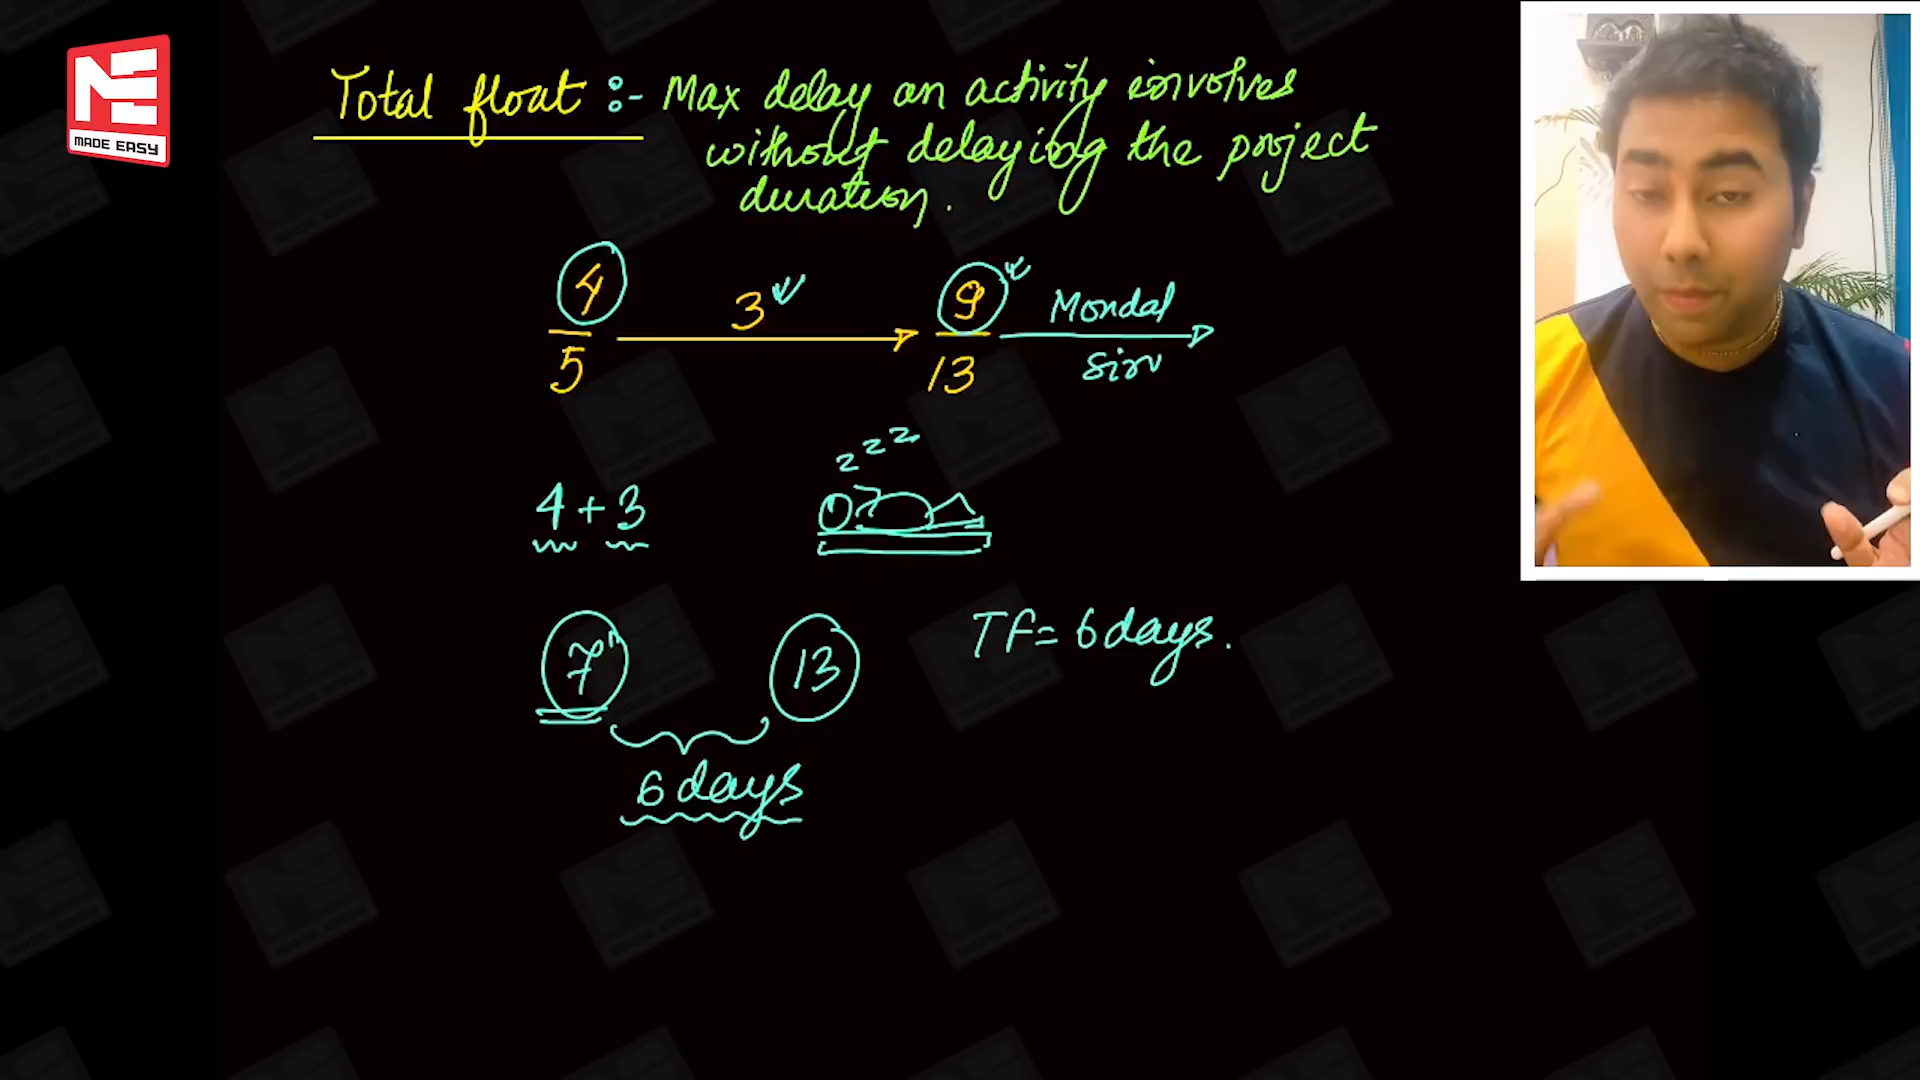 ME
MADE EASY
Total float :- Max delay an activity involves
without delaying the project
duration.
4 3 9 Mondal
5 13 Sir
z z z
4 + 3
7 13 TF = 6 days.
6 days